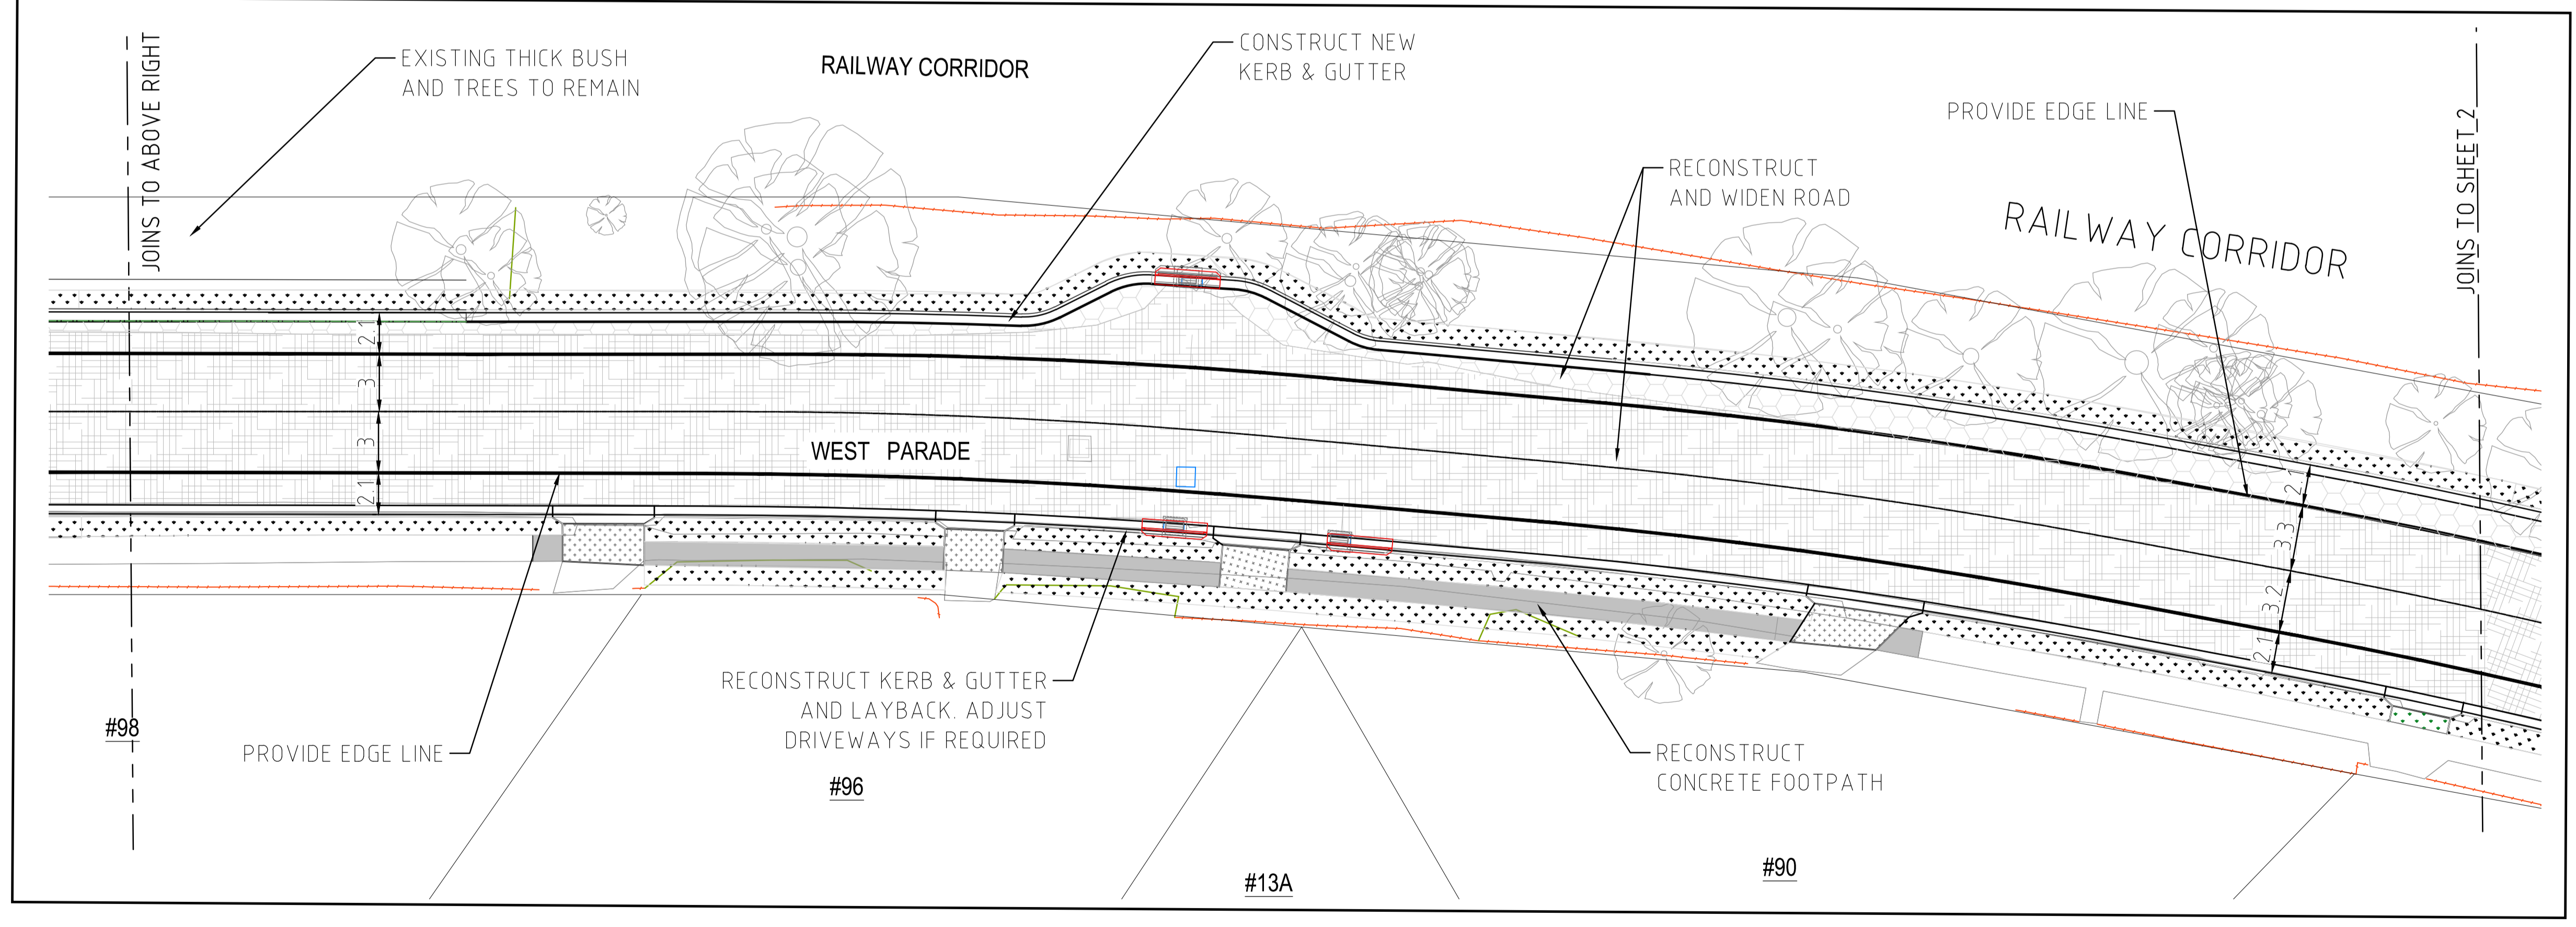 JOINS TO ABOVE RIGHT
EXISTING THICK BUSH
AND TREES TO REMAIN
RAILWAY CORRIDOR
CONSTRUCT NEW
KERB & GUTTER
PROVIDE EDGE LINE
RECONSTRUCT
AND WIDEN ROAD
RAILWAY CORRIDOR
JOINS TO SHEET 2
2.1
3
3
2.1
WEST PARADE
2.1
3.3
3.2
2.1
#98
PROVIDE EDGE LINE
RECONSTRUCT KERB & GUTTER
AND LAYBACK. ADJUST
DRIVEWAYS IF REQUIRED
#96
RECONSTRUCT
CONCRETE FOOTPATH
#13A
#90